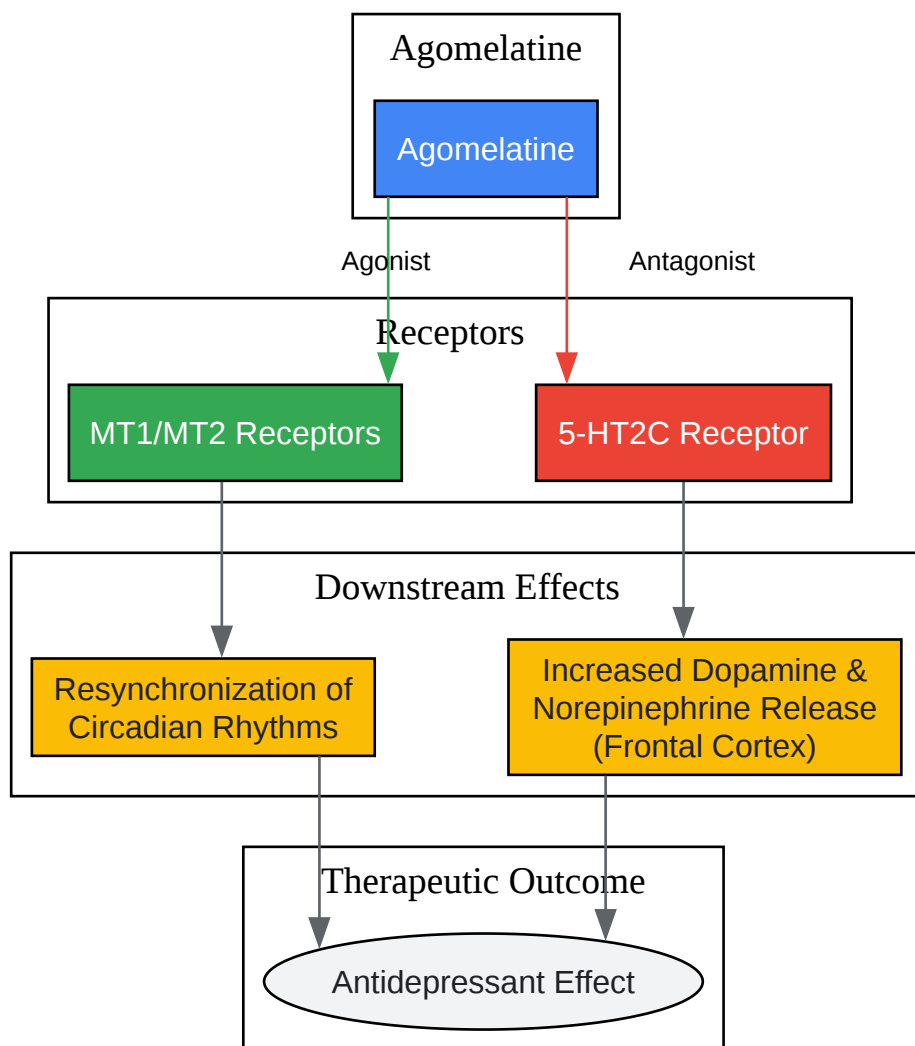 Agomelatine
Agomelatine
Agonist
Antagonist
Receptors
MT1/MT2 Receptors
5-HT2C Receptor
Downstream Effects
Resynchronization of
Circadian Rhythms
Increased Dopamine &
Norepinephrine Release
(Frontal Cortex)
Therapeutic Outcome
Antidepressant Effect